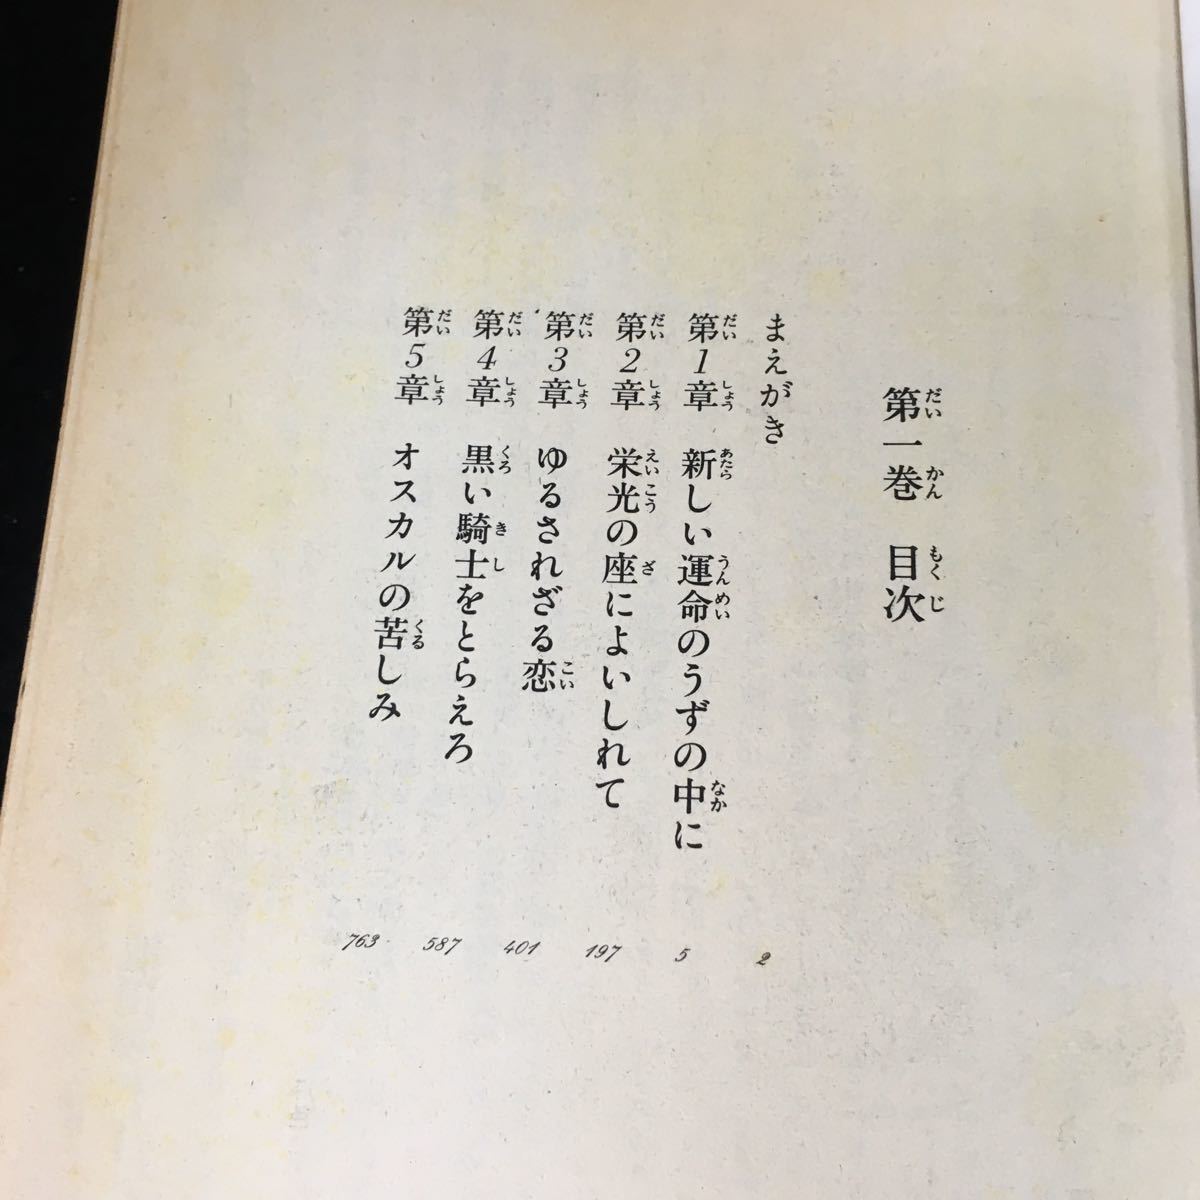 第一巻 目次
まえがき 2
第1章 新しい運命のうずの中に 5
第2章 栄光の座によいしれて 197
第3章 ゆるされざる恋 401
第4章 黒い騎士をとらえろ 587
第5章 オスカルの苦しみ 763